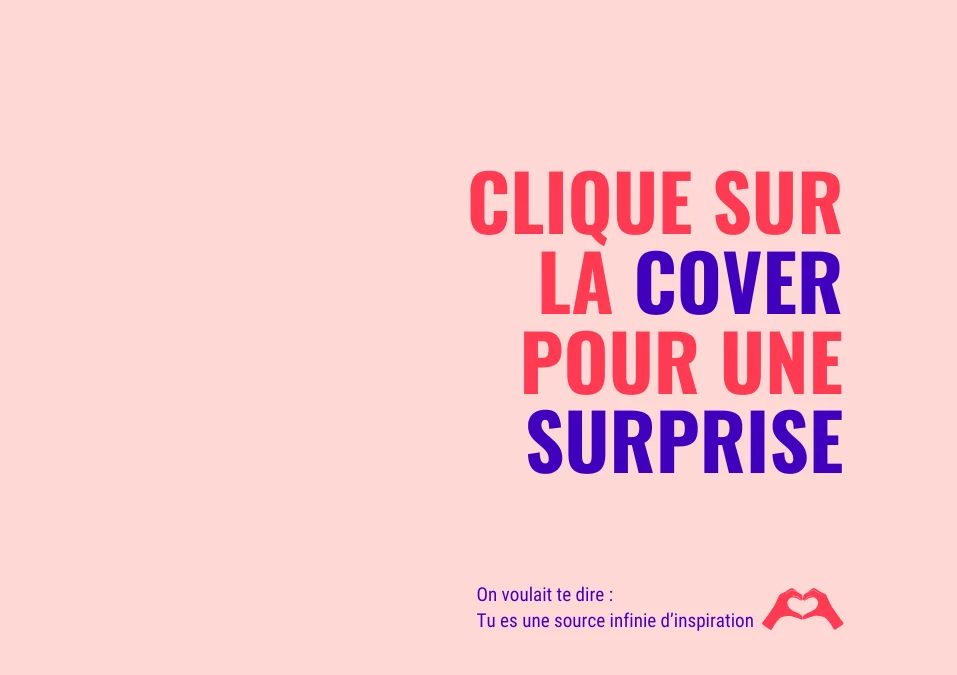 CLIQUE SUR
LA COVER
POUR UNE
SURPRISE
On voulait te dire :
Tu es une source infinie d’inspiration